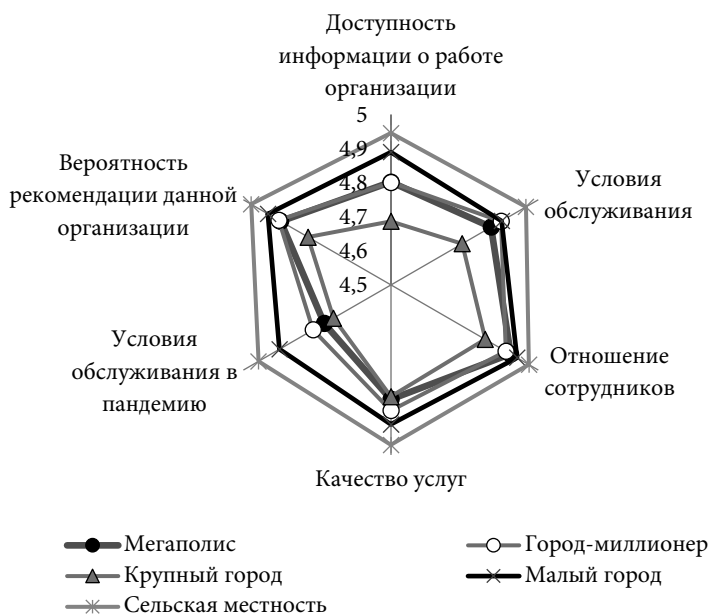 Доступность
информации о работе
организации
5
4,9
4,8
4,7
4,6
4,5
Условия
обслуживания
Отношение
сотрудников
Качество услуг
Условия
обслуживания в
пандемию
Вероятность
рекомендации данной
организации
Мегаполис
Город-миллионер
Крупный город
Малый город
Сельская местность